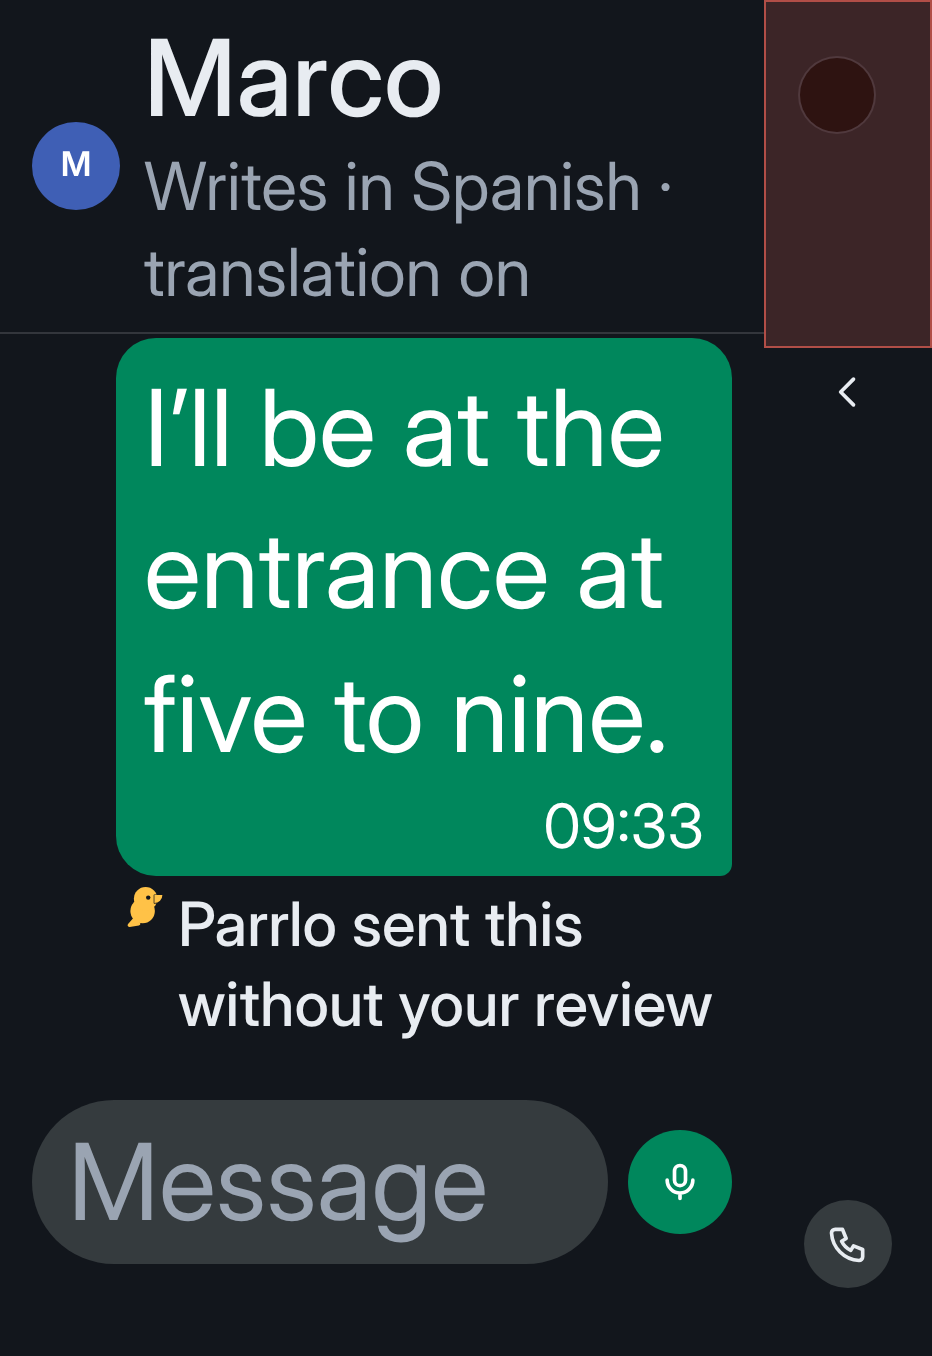 Marco
M
Writes in Spanish ·
translation on
I’ll be at the
entrance at
five to nine.
09:33
Parrlo sent this
without your review
Message